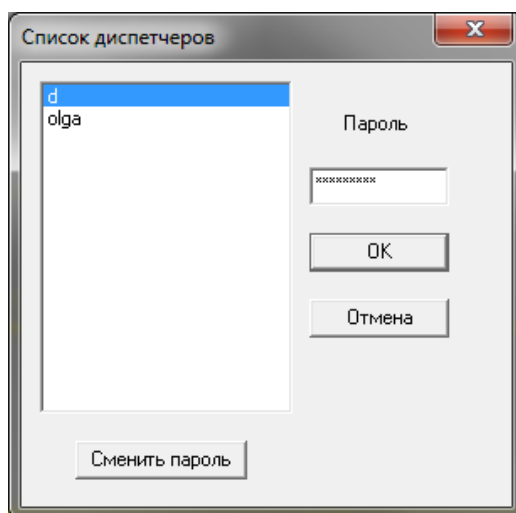 Список диспетчеров
d
olga
Пароль
*********
OK
Отмена
Сменить пароль